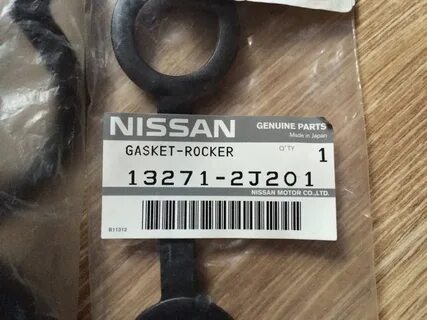 NISSAN
GENUINE PARTS
Made in Japan
GASKET-ROCKER
Q'TY
1
13271-2J201
NISSAN MOTOR CO.,LTD.
B11312